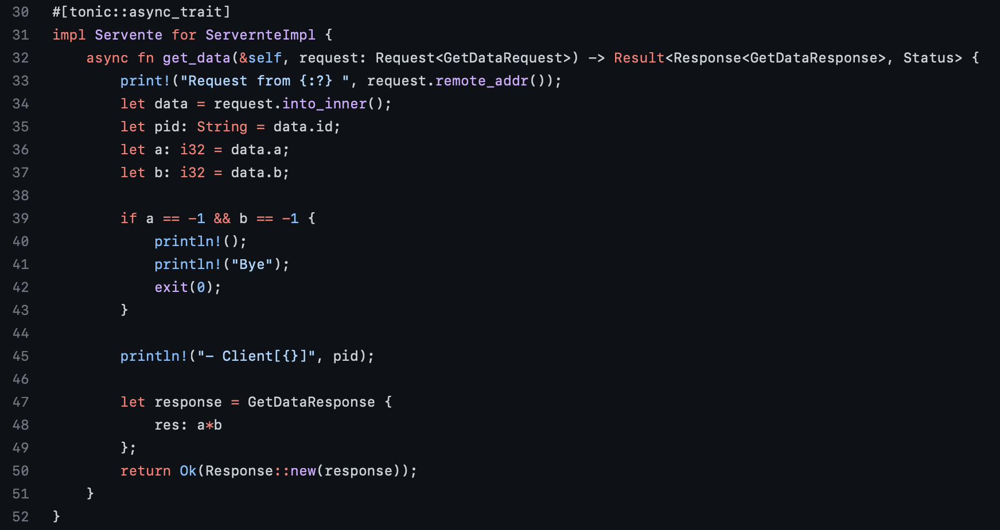 30 #[tonic::async_trait]
31 impl Servente for ServernteImpl {
32     async fn get_data(&self, request: Request<GetDataRequest>) -> Result<Response<GetDataResponse>, Status> {
33         print!("Request from {:?} ", request.remote_addr());
34         let data = request.into_inner();
35         let pid: String = data.id;
36         let a: i32 = data.a;
37         let b: i32 = data.b;
38
39         if a == -1 && b == -1 {
40             println!();
41             println!("Bye");
42             exit(0);
43         }
44
45         println!("- Client[{}]", pid);
46
47         let response = GetDataResponse {
48             res: a*b
49         };
50         return Ok(Response::new(response));
51     }
52 }